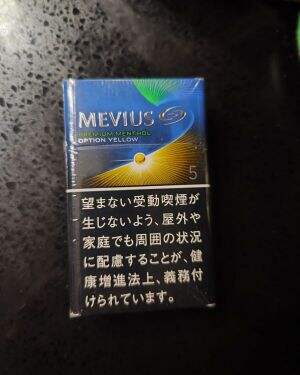 MEVIUS
PREMIUM MENTHOL
OPTION YELLOW
5
望まない受動喫煙が
生じないよう、屋外や
家庭でも周囲の状況
に配慮することが、健
康増進法上、義務付
けられています。